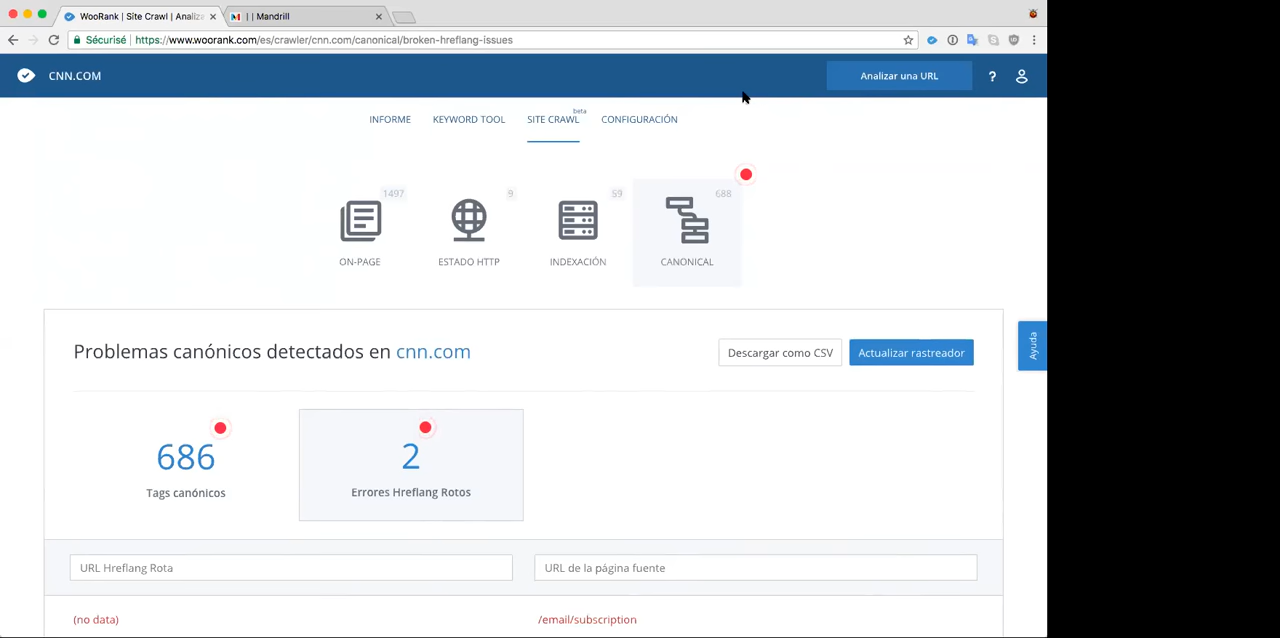 WooRank | Site Crawl | Analiza
| | Mandrill
Sécurisé | https://www.woorank.com/es/crawler/cnn.com/canonical/broken-hreflang-issues
CNN.COM
Analizar una URL
?
INFORME KEYWORD TOOL SITE CRAWL beta CONFIGURACIÓN
1497 9 59 688
ON-PAGE ESTADO HTTP INDEXACIÓN CANONICAL
Problemas canónicos detectados en cnn.com
Descargar como CSV Actualizar rastreador
Ayuda
686 2
Tags canónicos Errores Hreflang Rotos
URL Hreflang Rota URL de la página fuente
(no data) /email/subscription